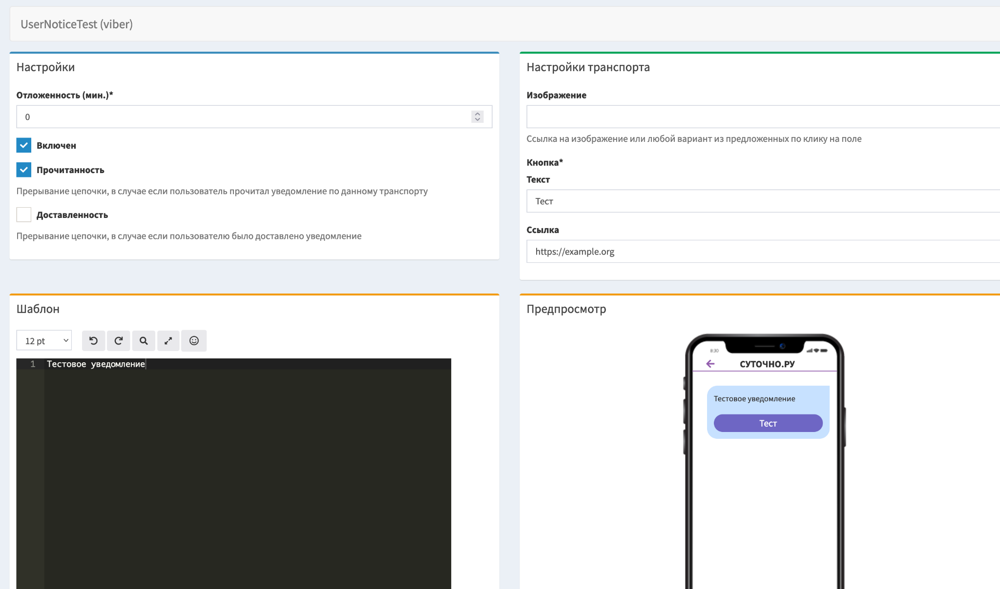 UserNoticeTest (viber)
Настройки
Отложенность (мин.)*
0
Включен
Прочитанность
Прерывание цепочки, в случае если пользователь прочитал уведомление по данному транспорту
Доставленность
Прерывание цепочки, в случае если пользователю было доставлено уведомление
Настройки транспорта
Изображение
Ссылка на изображение или любой вариант из предложенных по клику на поле
Кнопка*
Текст
Тест
Ссылка
https://example.org
Шаблон
12 pt
1 Тестовое уведомление
Предпросмотр
8:30
СУТОЧНО.РУ
Тестовое уведомление
Тест